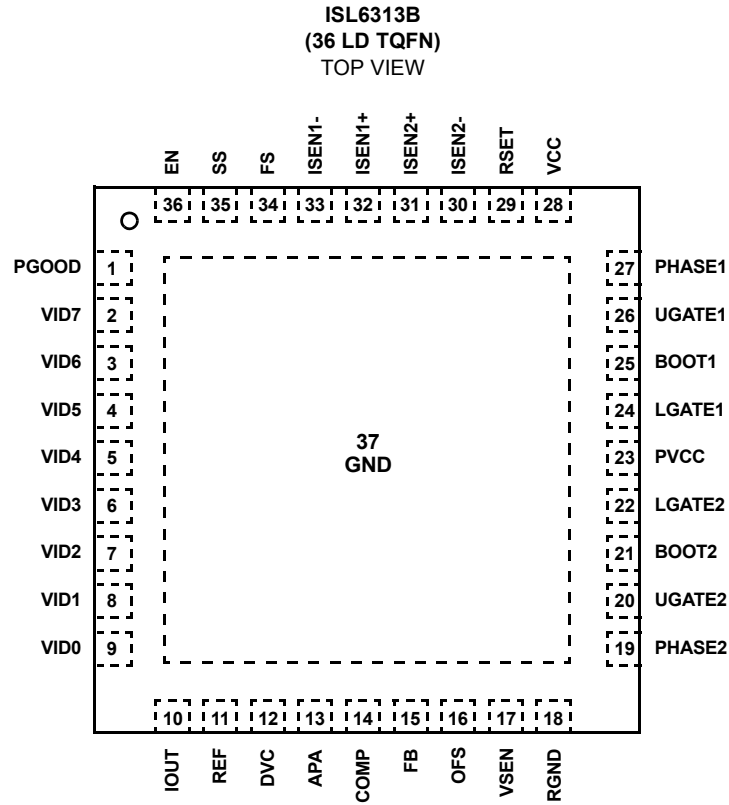 ISL6313B
(36 LD TQFN)
TOP VIEW
EN SS FS ISEN1- ISEN1+ ISEN2+ ISEN2- RSET VCC
36 35 34 33 32 31 30 29 28
PGOOD 1 27 PHASE1
VID7 2 26 UGATE1
VID6 3 25 BOOT1
VID5 4 24 LGATE1
VID4 5 23 PVCC
VID3 6 22 LGATE2
VID2 7 21 BOOT2
VID1 8 20 UGATE2
VID0 9 19 PHASE2
37
GND
10 11 12 13 14 15 16 17 18
IOUT REF DVC APA COMP FB OFS VSEN RGND